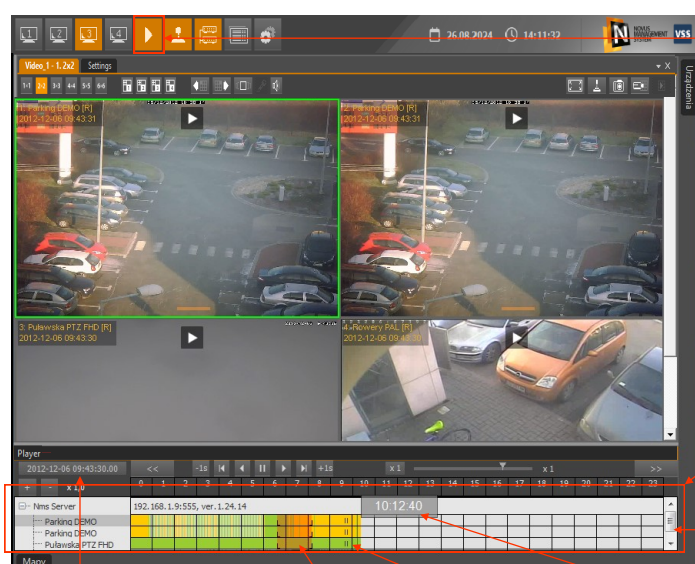 1 2 3 4
26.08.2024 14:11:32
N NOVUS MANAGEMENT SYSTEM VSS
Video_1 - 1. 2x2 Settings
X
Urządzenia
1-1 2-2 3-3 4-4 5-5 6-6
1: Parking DEMO [R]
2012-12-06 09:43:31
2: Parking DEMO [R]
2012-12-06 09:43:31
3: Puławska PTZ FHD [R]
2012-12-06 09:43:30
4: Rowery PAL [R]
2012-12-06 09:43:30
Player
2012-12-06 09:43:30.00 << -1s +1s x 1 x 1 >>
+ - x 1,0 0 1 2 3 4 5 6 7 8 9 10 11 12 13 14 15 16 17 18 19 20 21 22 23
Nms Server 192.168.1.9:555, ver.1.24.14 10:12:40
Parking DEMO
Parking DEMO
Puławska PTZ FHD
Mapy